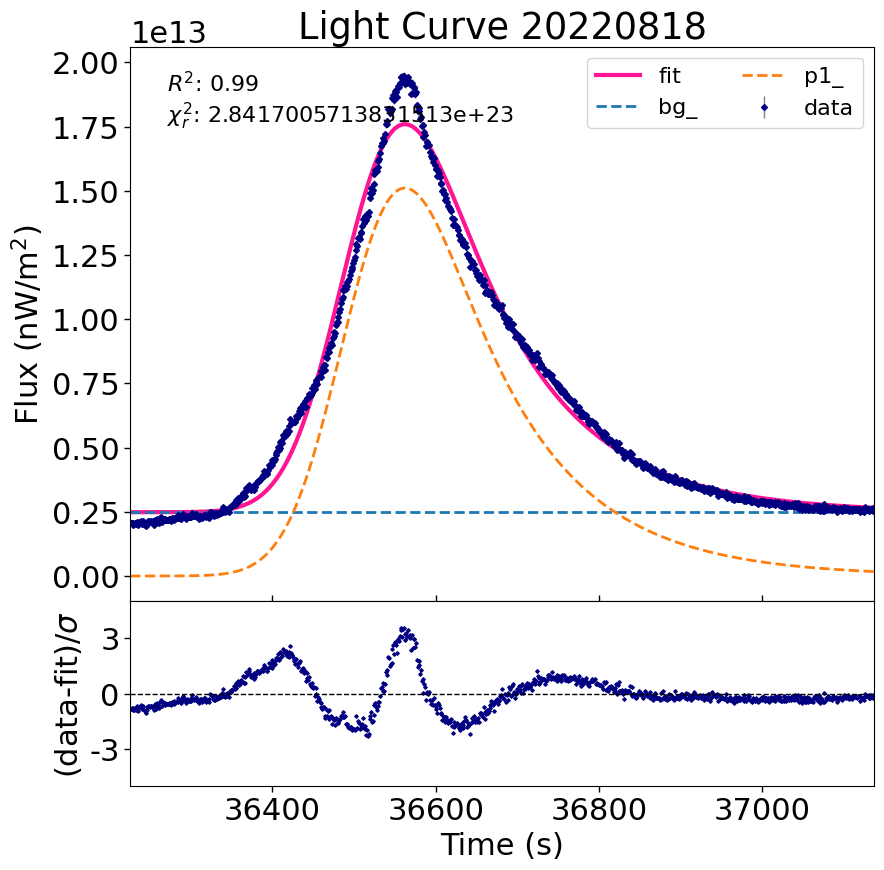 Light Curve 20220818
1e13
R²: 0.99
χ²ᵣ: 2.8417005713831513e+23
fit
bg_
p1_
data
Flux (nW/m²)
2.00
1.75
1.50
1.25
1.00
0.75
0.50
0.25
0.00
(data-fit)/σ
3
0
-3
36400
36600
36800
37000
Time (s)